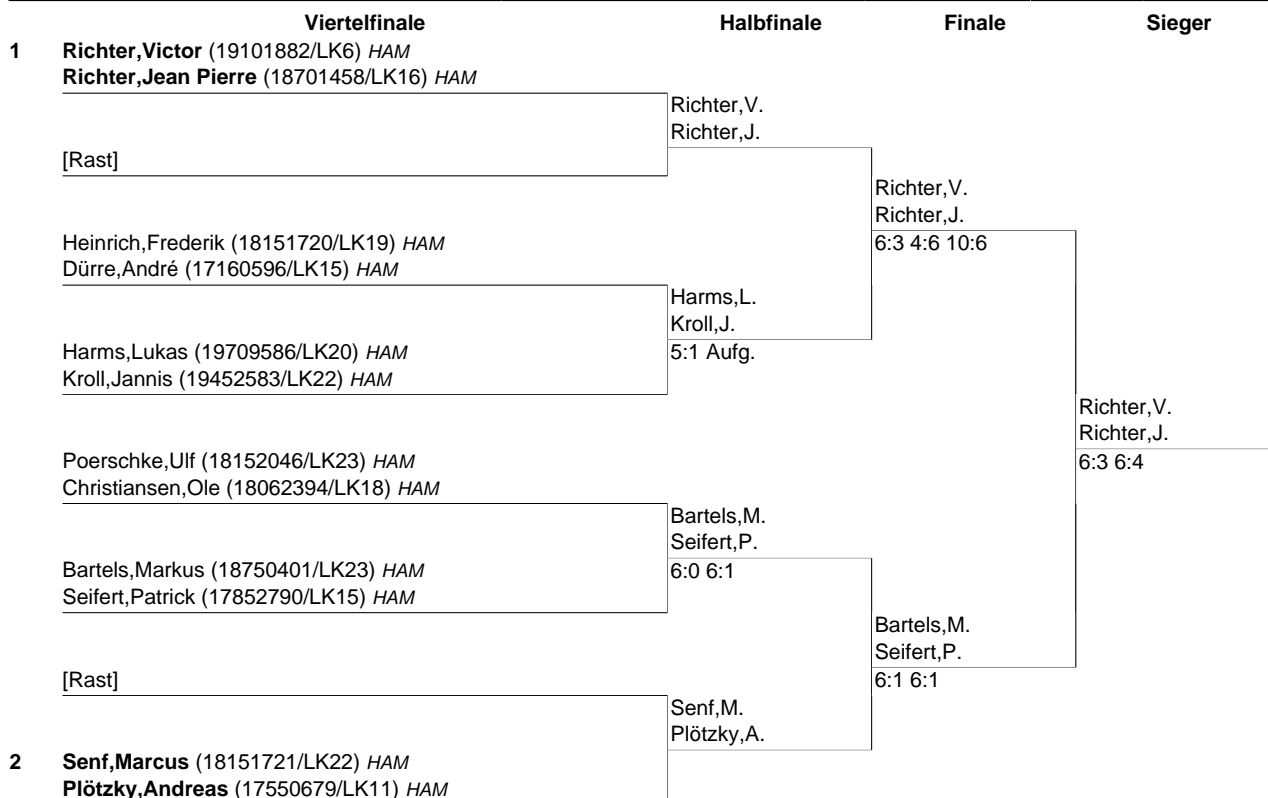 Viertelfinale Halbfinale Finale Sieger
1 Richter,Victor (19101882/LK6) HAM
Richter,Jean Pierre (18701458/LK16) HAM
Richter,V.
Richter,J.
[Rast]
Richter,V.
Richter,J.
Heinrich,Frederik (18151720/LK19) HAM
6:3 4:6 10:6
Dürre,André (17160596/LK15) HAM
Harms,L.
Kroll,J.
Harms,Lukas (19709586/LK20) HAM
5:1 Aufg.
Kroll,Jannis (19452583/LK22) HAM
Richter,V.
Richter,J.
Poerschke,Ulf (18152046/LK23) HAM
6:3 6:4
Christiansen,Ole (18062394/LK18) HAM
Bartels,M.
Seifert,P.
Bartels,Markus (18750401/LK23) HAM
6:0 6:1
Seifert,Patrick (17852790/LK15) HAM
Bartels,M.
Seifert,P.
[Rast]
6:1 6:1
Senf,M.
Plötzky,A.
2 Senf,Marcus (18151721/LK22) HAM
Plötzky,Andreas (17550679/LK11) HAM